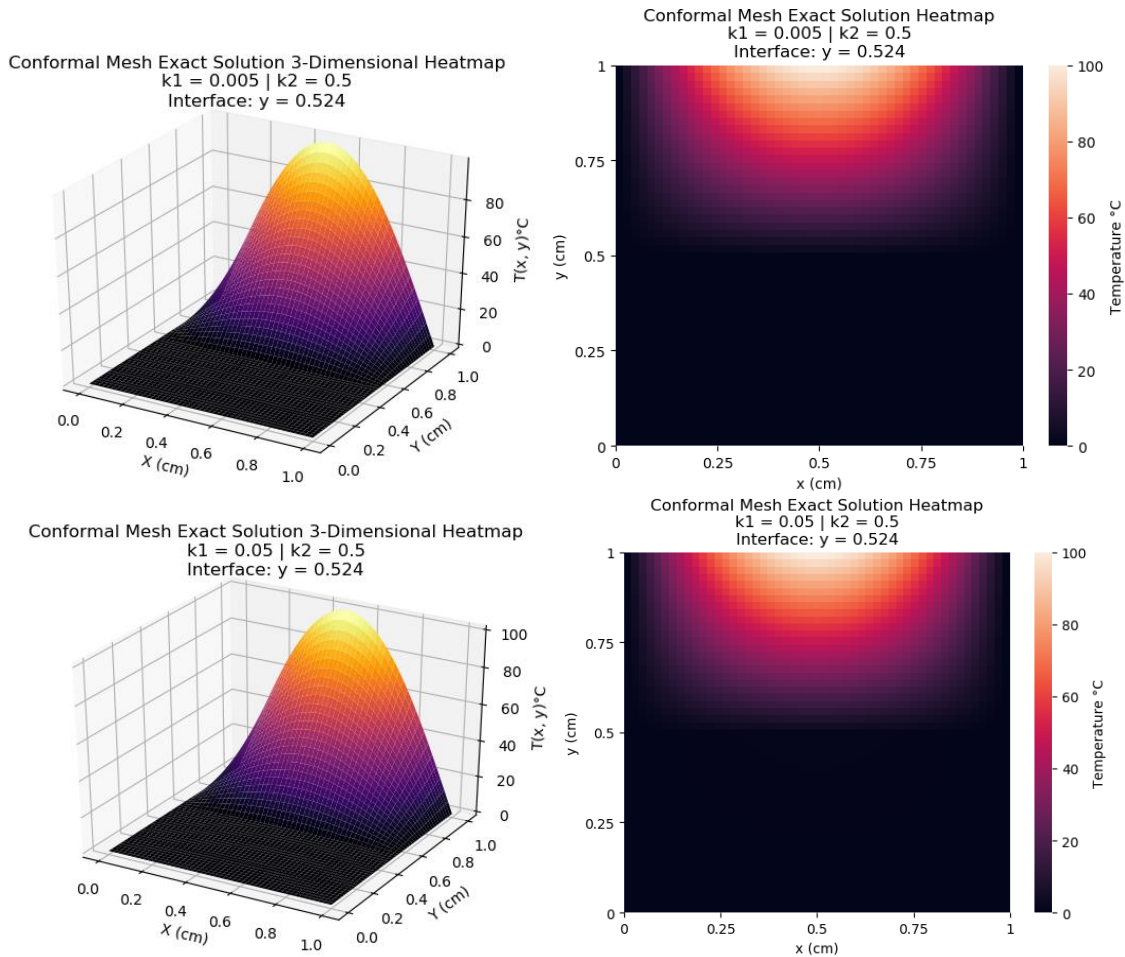 Conformal Mesh Exact Solution 3-Dimensional Heatmap
k1 = 0.005 | k2 = 0.5
Interface: y = 0.524
80
60
40
20
0
T(x, y)°C
0.0
0.2
0.4
0.6
0.8
1.0
X (cm)
0.0
0.2
0.4
0.6
0.8
1.0
Y (cm)
Conformal Mesh Exact Solution Heatmap
k1 = 0.005 | k2 = 0.5
Interface: y = 0.524
1
0.75
0.5
0.25
0
y (cm)
0
0.25
0.5
0.75
1
x (cm)
100
80
60
40
20
0
Temperature °C
Conformal Mesh Exact Solution 3-Dimensional Heatmap
k1 = 0.05 | k2 = 0.5
Interface: y = 0.524
100
80
60
40
20
0
T(x, y)°C
0.0
0.2
0.4
0.6
0.8
1.0
X (cm)
0.0
0.2
0.4
0.6
0.8
1.0
Y (cm)
Conformal Mesh Exact Solution Heatmap
k1 = 0.05 | k2 = 0.5
Interface: y = 0.524
1
0.75
0.5
0.25
0
y (cm)
0
0.25
0.5
0.75
1
x (cm)
100
80
60
40
20
0
Temperature °C